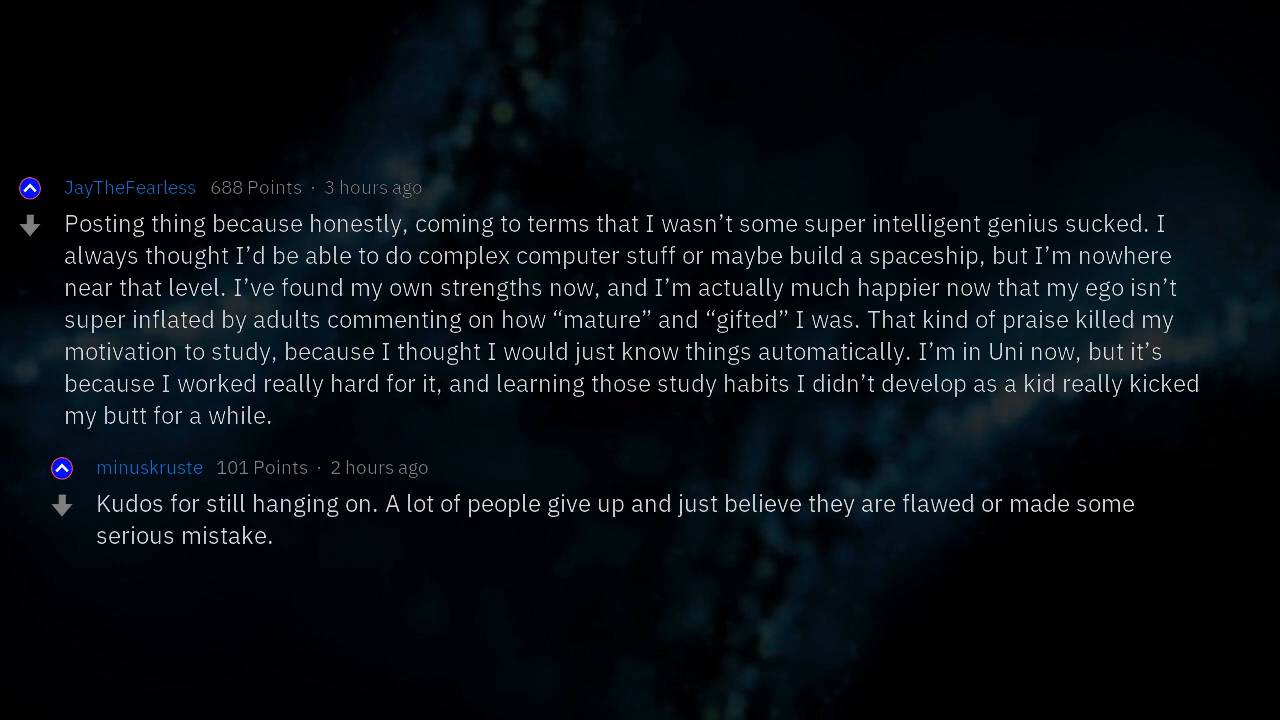 JayTheFearless 688 Points · 3 hours ago
Posting thing because honestly, coming to terms that I wasn’t some super intelligent genius sucked. I
always thought I’d be able to do complex computer stuff or maybe build a spaceship, but I’m nowhere
near that level. I’ve found my own strengths now, and I’m actually much happier now that my ego isn’t
super inflated by adults commenting on how “mature” and “gifted” I was. That kind of praise killed my
motivation to study, because I thought I would just know things automatically. I’m in Uni now, but it’s
because I worked really hard for it, and learning those study habits I didn’t develop as a kid really kicked
my butt for a while.
minuskruste 101 Points · 2 hours ago
Kudos for still hanging on. A lot of people give up and just believe they are flawed or made some
serious mistake.